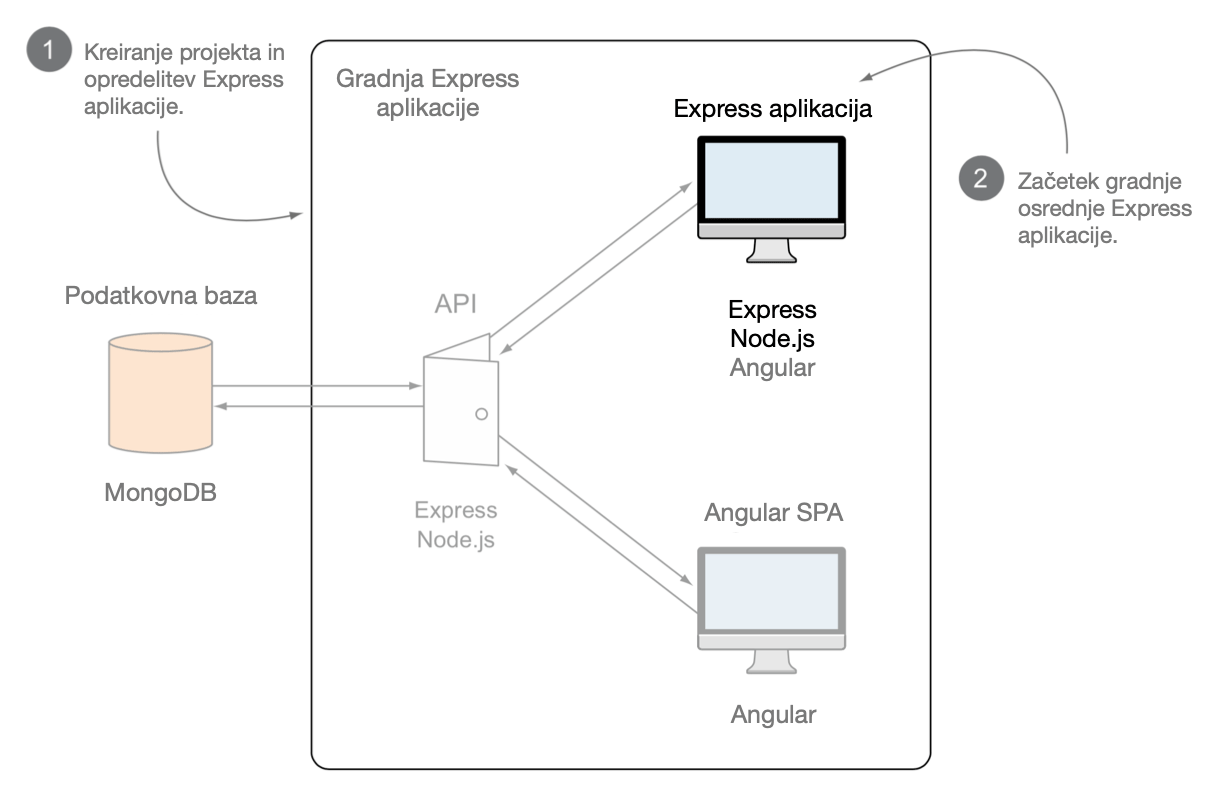 1
Kreiranje projekta in
opredelitev Express
aplikacije.
Gradnja Express
aplikacije
Express aplikacija
2
Začetek gradnje
osrednje Express
aplikacije.
Podatkovna baza
MongoDB
API
Express
Node.js
Express
Node.js
Angular
Angular SPA
Angular